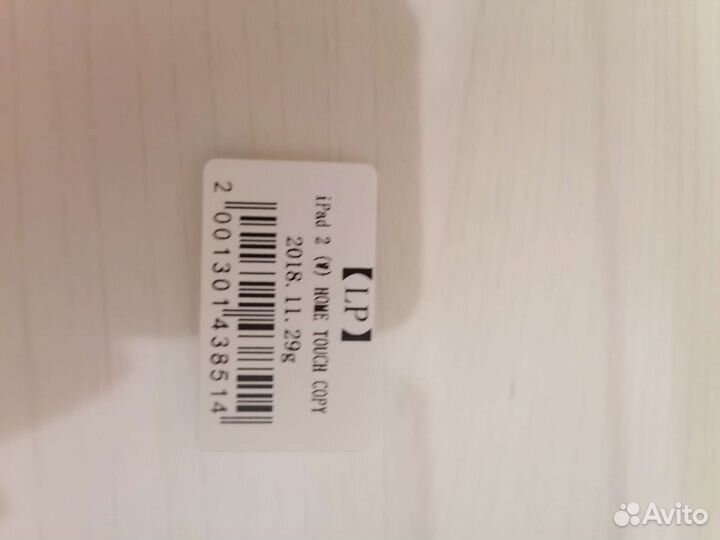 【LP】
iPad 2 (W) HOME TOUCH COPY
2018.11.29g
2 001301 438514
Avito